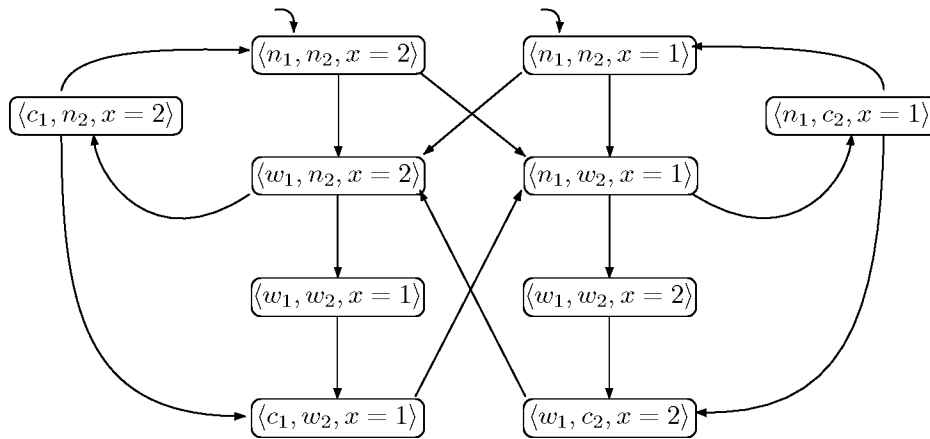 ⟨n₁, n₂, x = 2⟩ ⟨n₁, n₂, x = 1⟩
⟨c₁, n₂, x = 2⟩ ⟨n₁, c₂, x = 1⟩
⟨w₁, n₂, x = 2⟩ ⟨n₁, w₂, x = 1⟩
⟨w₁, w₂, x = 1⟩ ⟨w₁, w₂, x = 2⟩
⟨c₁, w₂, x = 1⟩ ⟨w₁, c₂, x = 2⟩